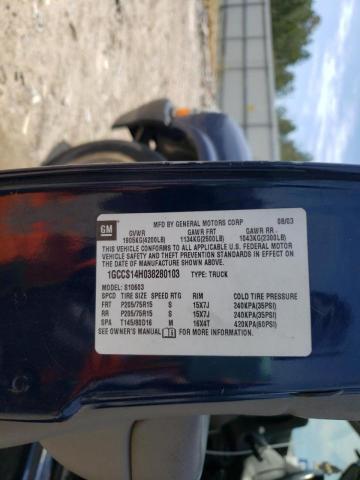 GM
MFD BY GENERAL MOTORS CORP 08/03
GVWR GAWR FRT GAWR RR
1905KG(4200LB) 1134KG(2500LB) 1043KG(2300LB)
THIS VEHICLE CONFORMS TO ALL APPLICABLE U.S. FEDERAL MOTOR
VEHICLE SAFETY AND THEFT PREVENTION STANDARDS IN EFFECT ON THE
DATE OF MANUFACTURE SHOWN ABOVE.
1GCCS14H038280103 TYPE: TRUCK
MODEL: S10603
SPCD TIRE SIZE SPEED RTG RIM COLD TIRE PRESSURE
FRT P205/75R15 S 15X7J 240KPA(35PSI)
RR P205/75R15 S 15X7J 240KPA(35PSI)
SPA T145/80D16 M 16X4T 420KPA(60PSI)
SEE OWNER'S MANUAL FOR MORE INFORMATION.